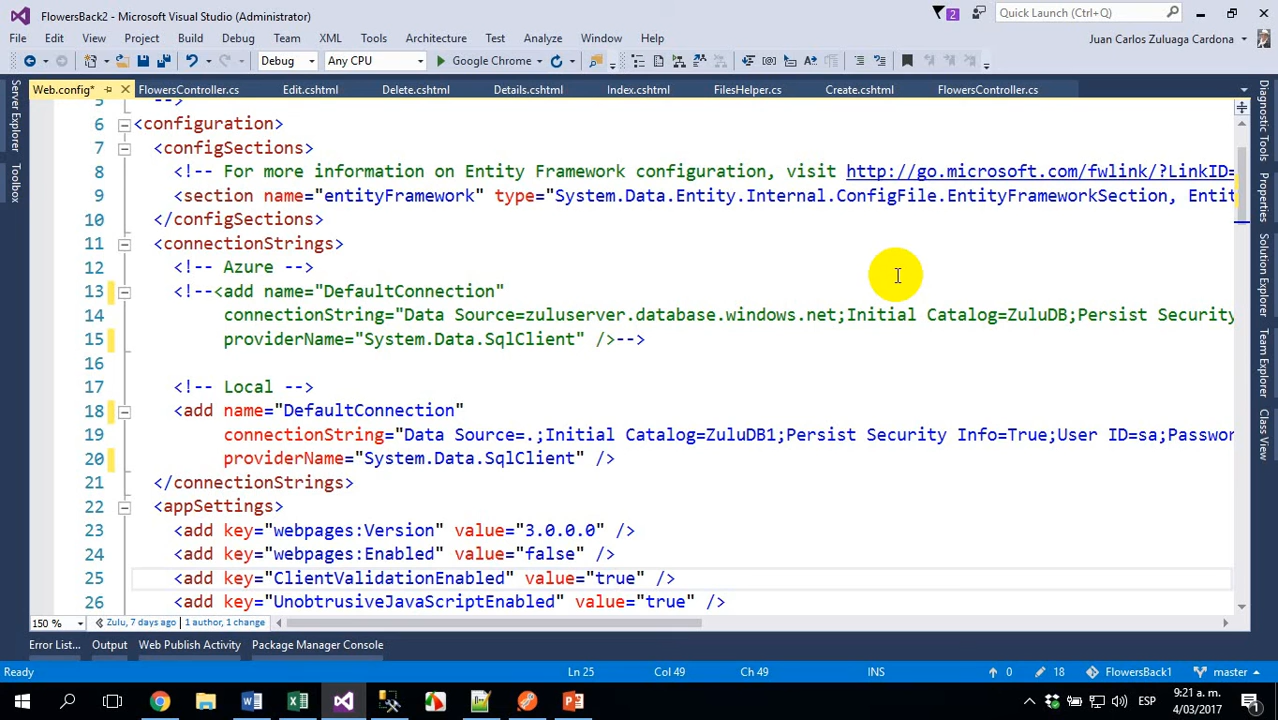 FlowersBack2 - Microsoft Visual Studio (Administrator)
2
Quick Launch (Ctrl+Q)
File Edit View Project Build Debug Team XML Tools Architecture Test Analyze Window Help
Juan Carlos Zuluaga Cardona
Debug Any CPU Google Chrome
Web.config* FlowersController.cs Edit.cshtml Delete.cshtml Details.cshtml Index.cshtml FilesHelper.cs Create.cshtml FlowersController.cs
Server Explorer
Toolbox
Diagnostic Tools
Properties
Solution Explorer
Team Explorer
Class View
5 -->
6 <configuration>
7 <configSections>
8 <!-- For more information on Entity Framework configuration, visit http://go.microsoft.com/fwlink/?LinkID=
9 <section name="entityFramework" type="System.Data.Entity.Internal.ConfigFile.EntityFrameworkSection, Entit
10 </configSections>
11 <connectionStrings>
12 <!-- Azure -->
13 <!--<add name="DefaultConnection"
14 connectionString="Data Source=zuluserver.database.windows.net;Initial Catalog=ZuluDB;Persist Security
15 providerName="System.Data.SqlClient" />-->
16
17 <!-- Local -->
18 <add name="DefaultConnection"
19 connectionString="Data Source=.;Initial Catalog=ZuluDB1;Persist Security Info=True;User ID=sa;Passwor
20 providerName="System.Data.SqlClient" />
21 </connectionStrings>
22 <appSettings>
23 <add key="webpages:Version" value="3.0.0.0" />
24 <add key="webpages:Enabled" value="false" />
25 <add key="ClientValidationEnabled" value="true" />
26 <add key="UnobtrusiveJavaScriptEnabled" value="true" />
150 % Zulu, 7 days ago | 1 author, 1 change
Error List... Output Web Publish Activity Package Manager Console
Ready Ln 25 Col 49 Ch 49 INS 0 18 FlowersBack1 master
ESP
9:21 a. m.
4/03/2017
1